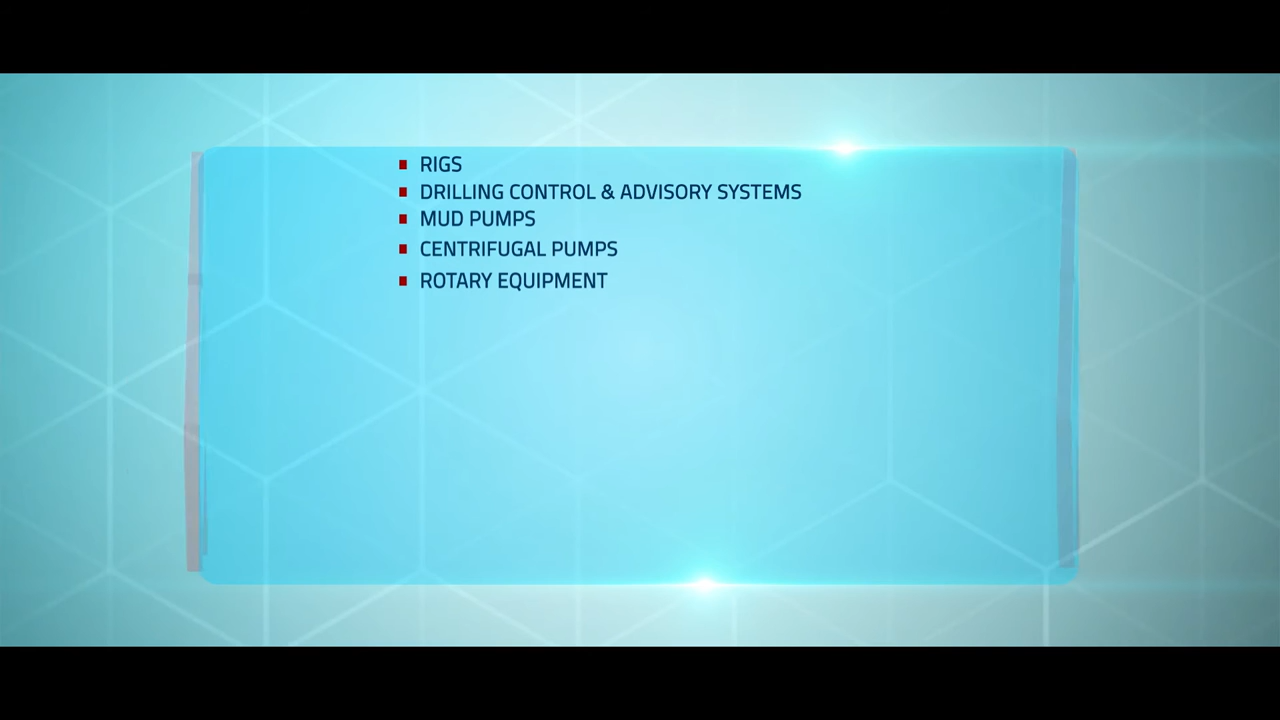 RIGS
DRILLING CONTROL & ADVISORY SYSTEMS
MUD PUMPS
CENTRIFUGAL PUMPS
ROTARY EQUIPMENT